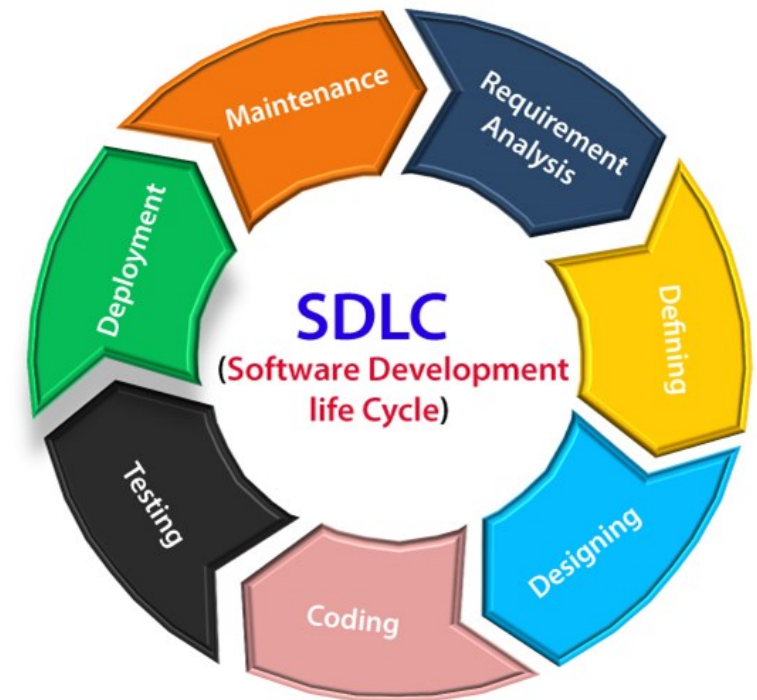 SDLC
(Software Development
life Cycle)
Requirement
Analysis
Defining
Designing
Coding
Testing
Deployment
Maintenance